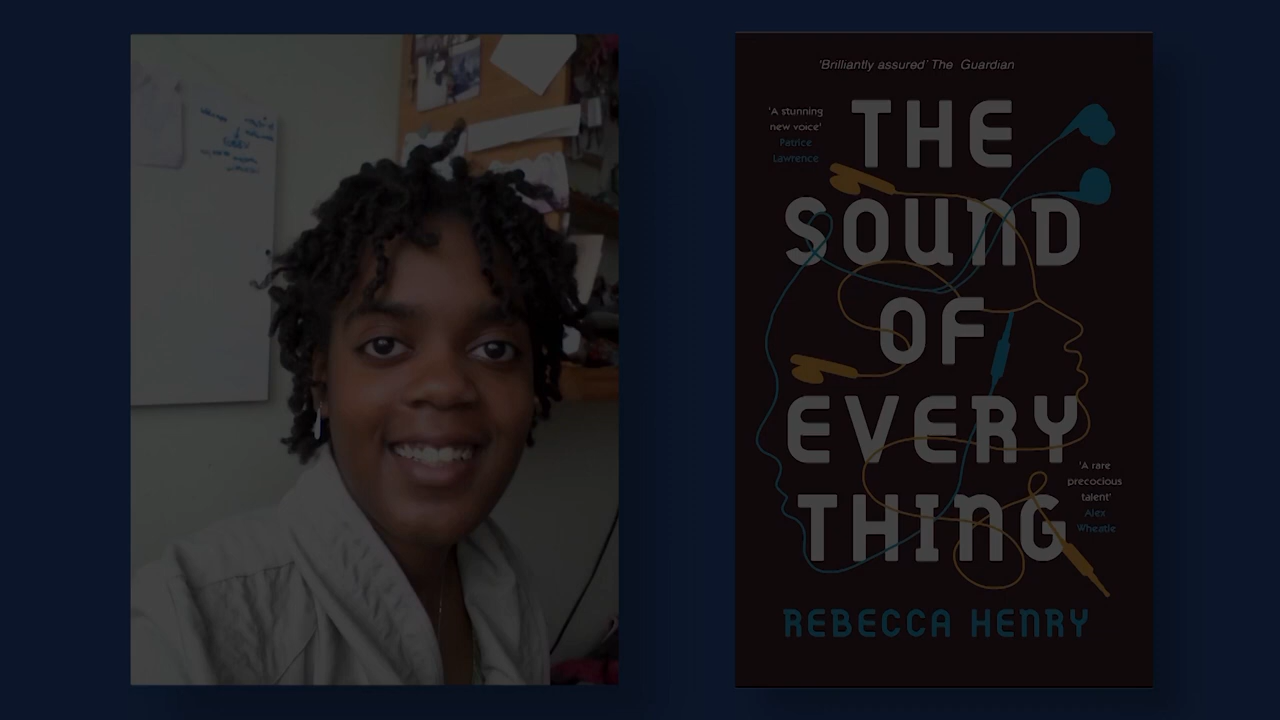 'Brilliantly assured' The Guardian
'A stunning
new voice'
Patrice
Lawrence
THE
SOUND
OF
EVERY
THING
'A rare
precocious
talent'
Alex
Wheatle
REBECCA HENRY